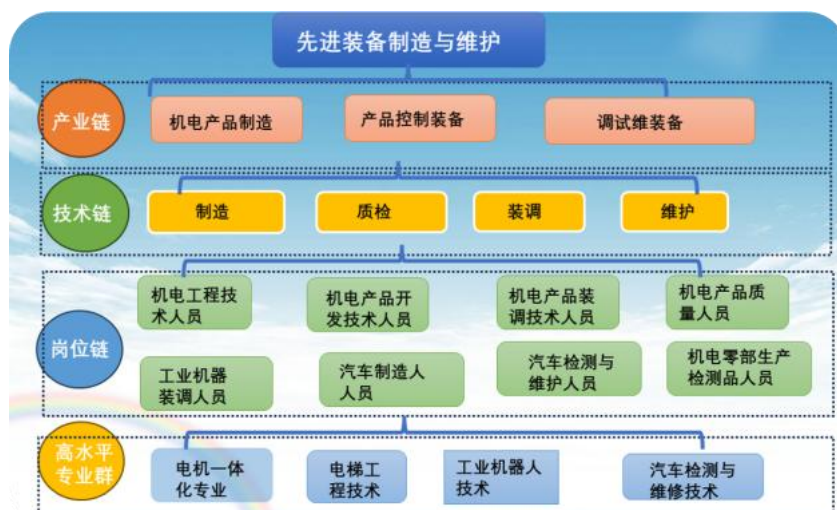 先进装备制造与维护
产业链
机电产品制造
产品控制装备
调试维装备
技术链
制造
质检
装调
维护
岗位链
机电工程技
术人员
机电产品开
发技术人员
机电产品装
调技术人员
机电产品质
量人员
工业机器
装调人员
汽车制造人
人员
汽车检测与
维护人员
机电零部生产
检测品人员
高水平
专业群
电机一体
化专业
电梯工
程技术
工业机器人
技术
汽车检测与
维修技术